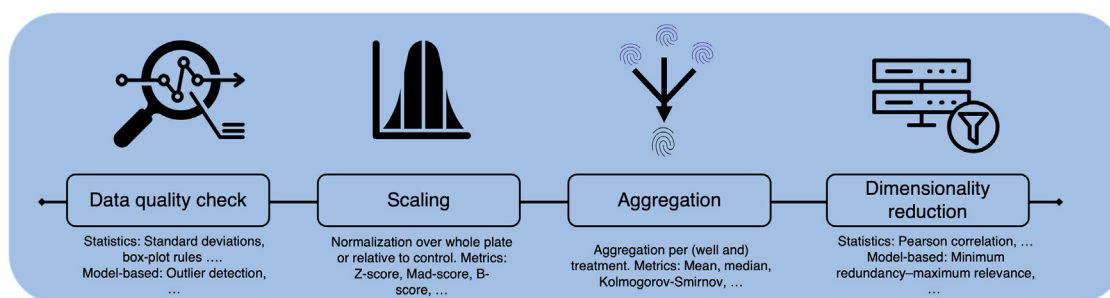 Data quality check
Statistics: Standard deviations,
box-plot rules ….
Model-based: Outlier detection,
…
Scaling
Normalization over whole plate
or relative to control. Metrics:
Z-score, Mad-score, B-
score, …
Aggregation
Aggregation per (well and)
treatment. Metrics: Mean, median,
Kolmogorov-Smirnov, …
Dimensionality
reduction
Statistics: Pearson correlation, …
Model-based: Minimum
redundancy–maximum relevance,
…